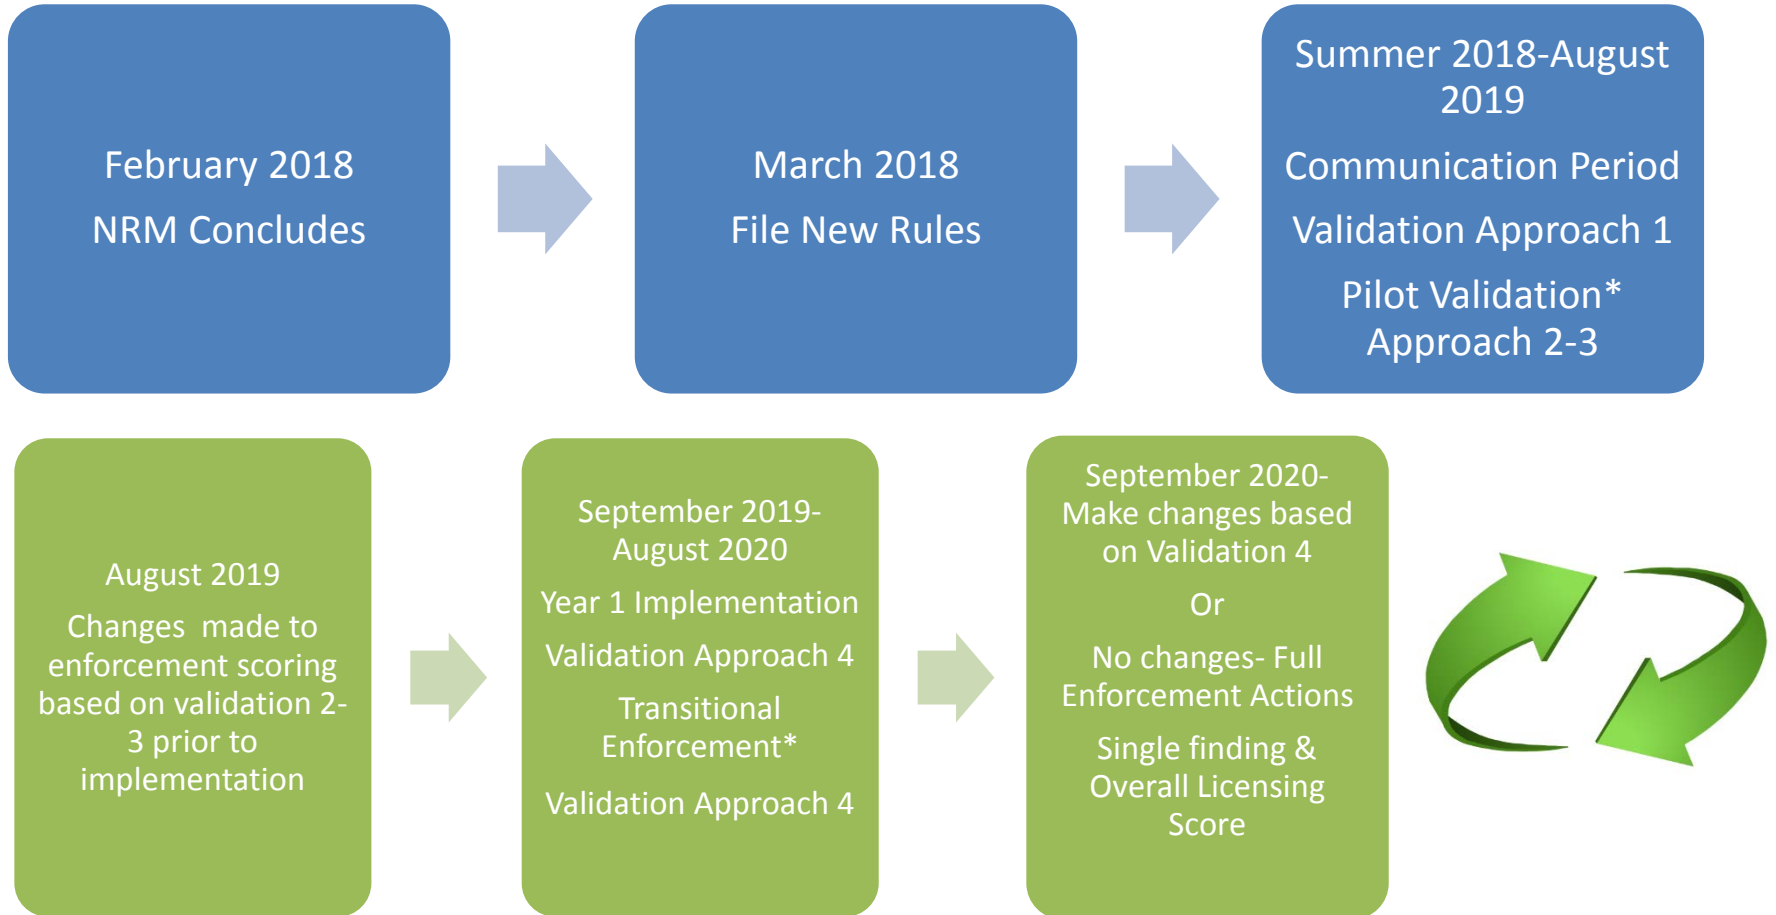 February 2018
NRM Concludes
March 2018
File New Rules
Summer 2018-August
2019
Communication Period
Validation Approach 1
Pilot Validation*
Approach 2-3
August 2019
Changes made to
enforcement scoring
based on validation 2-
3 prior to
implementation
September 2019-
August 2020
Year 1 Implementation
Validation Approach 4
Transitional
Enforcement*
Validation Approach 4
September 2020-
Make changes based
on Validation 4
Or
No changes- Full
Enforcement Actions
Single finding &
Overall Licensing
Score